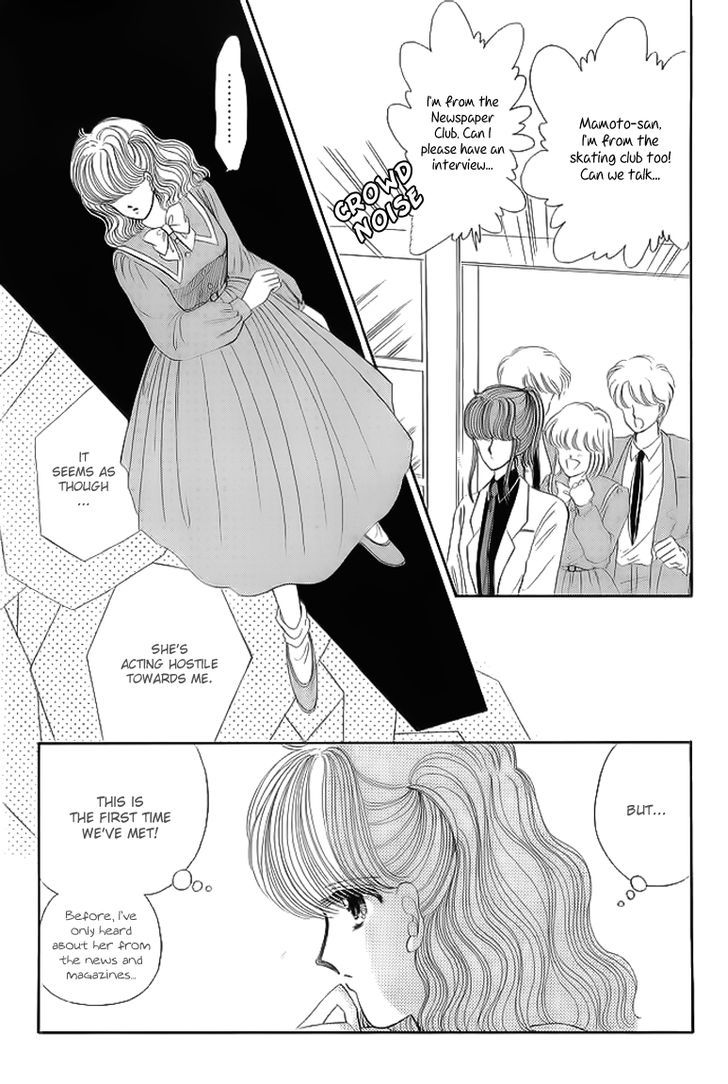 Mamoto-san,
I'm from the
skating club too!
Can we talk...
I'm from the
Newspaper
Club. Can I
please have an
interview...
CROWD
NOISE
.........
IT
SEEMS AS
THOUGH
...
SHE'S
ACTING HOSTILE
TOWARDS ME.
BUT...
THIS IS
THE FIRST TIME
WE'VE MET!
Before, I've
only heard
about her from
the news and
magazines...